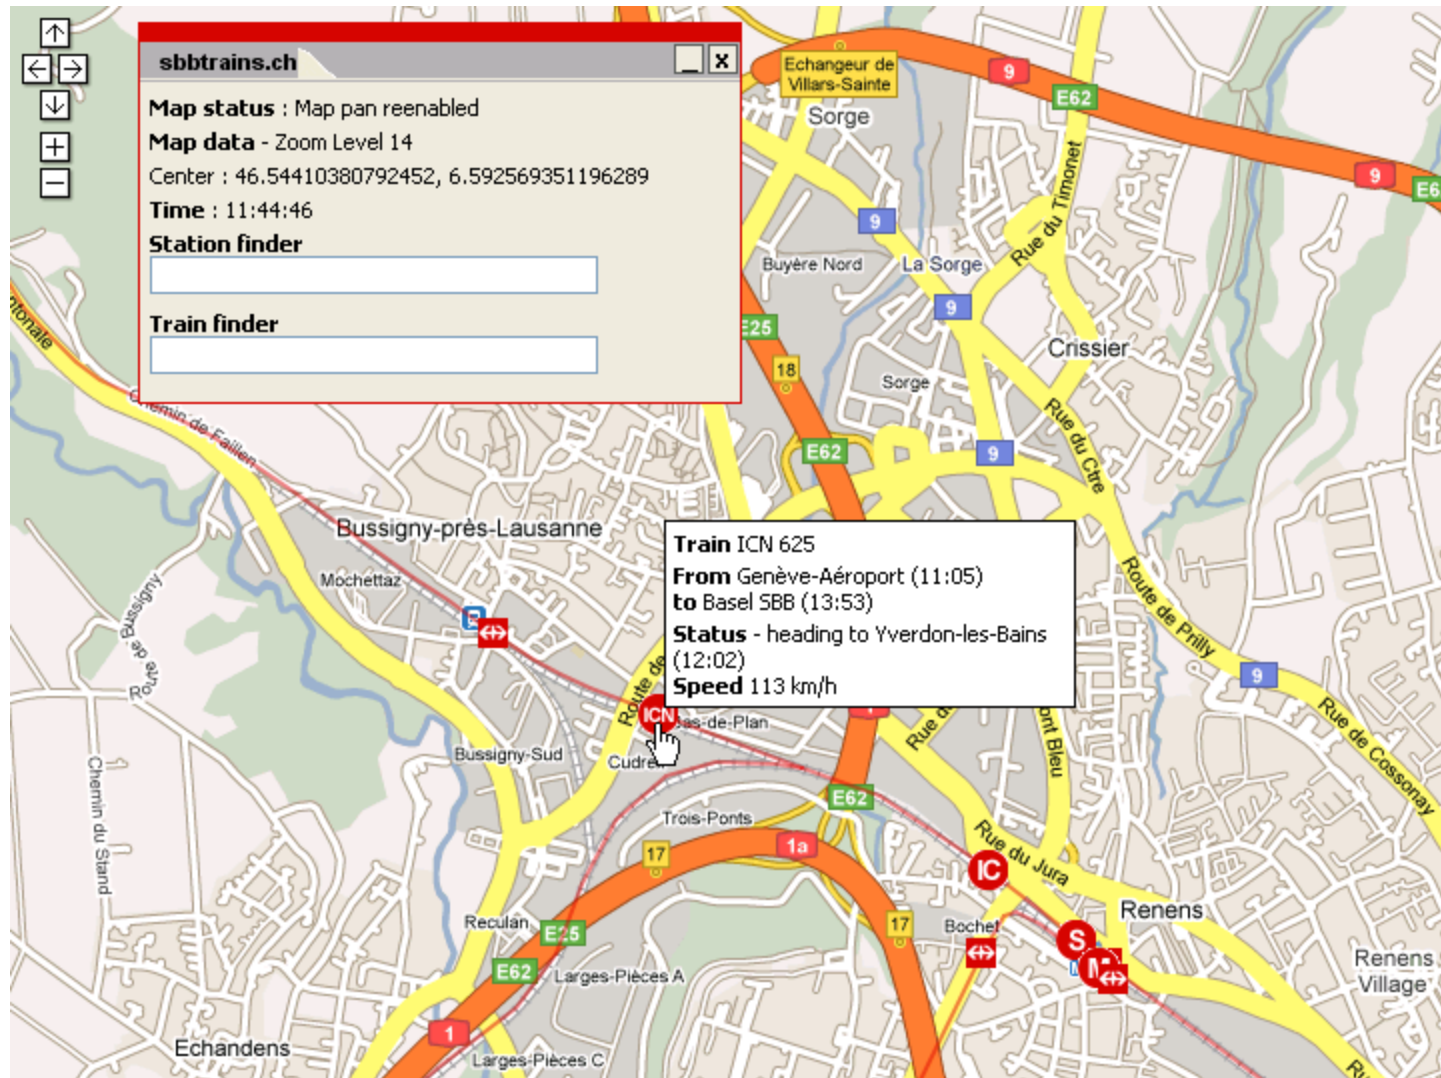 sbbtrains.ch
_ x
Map status : Map pan reenabled
Map data - Zoom Level 14
Center : 46.54410380792452, 6.592569351196289
Time : 11:44:46
Station finder
Train finder
Echangeur de
Villars-Sainte
Sorge
9
E62
9
Rue du Timonet
9
Buyère Nord
La Sorge
9
E25
Crissier
18
Sorge
Chemin de Faillen
Rue du Ctre
E62
9
Bussigny-près-Lausanne
Mochettaz
Route de Bussigny
Train ICN 625
From Genève-Aéroport (11:05)
to Basel SBB (13:53)
Status - heading to Yverdon-les-Bains
(12:02)
Speed 113 km/h
Route de Prilly
9
Route de
ICN
Rue de Cossonay
Bussigny-Sud
Chemin du Stand
E62
Trois-Ponts
1a
17
Rue du Jura
IC
Renens
Reculan
E25
17
Bochet
S
E62
Larges-Pièces A
Renens
Village
1
Echandens
Larges-Pièces C